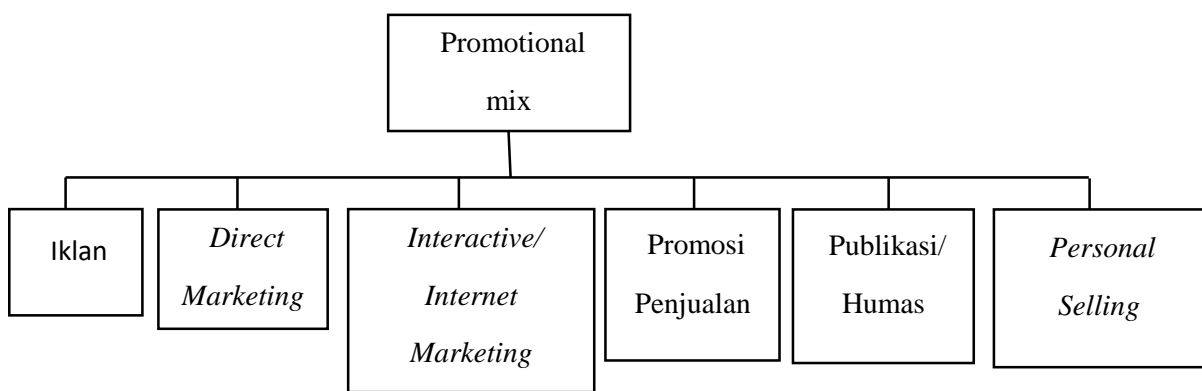 Promotional
mix
Iklan
Direct
Marketing
Interactive/
Internet
Marketing
Promosi
Penjualan
Publikasi/
Humas
Personal
Selling